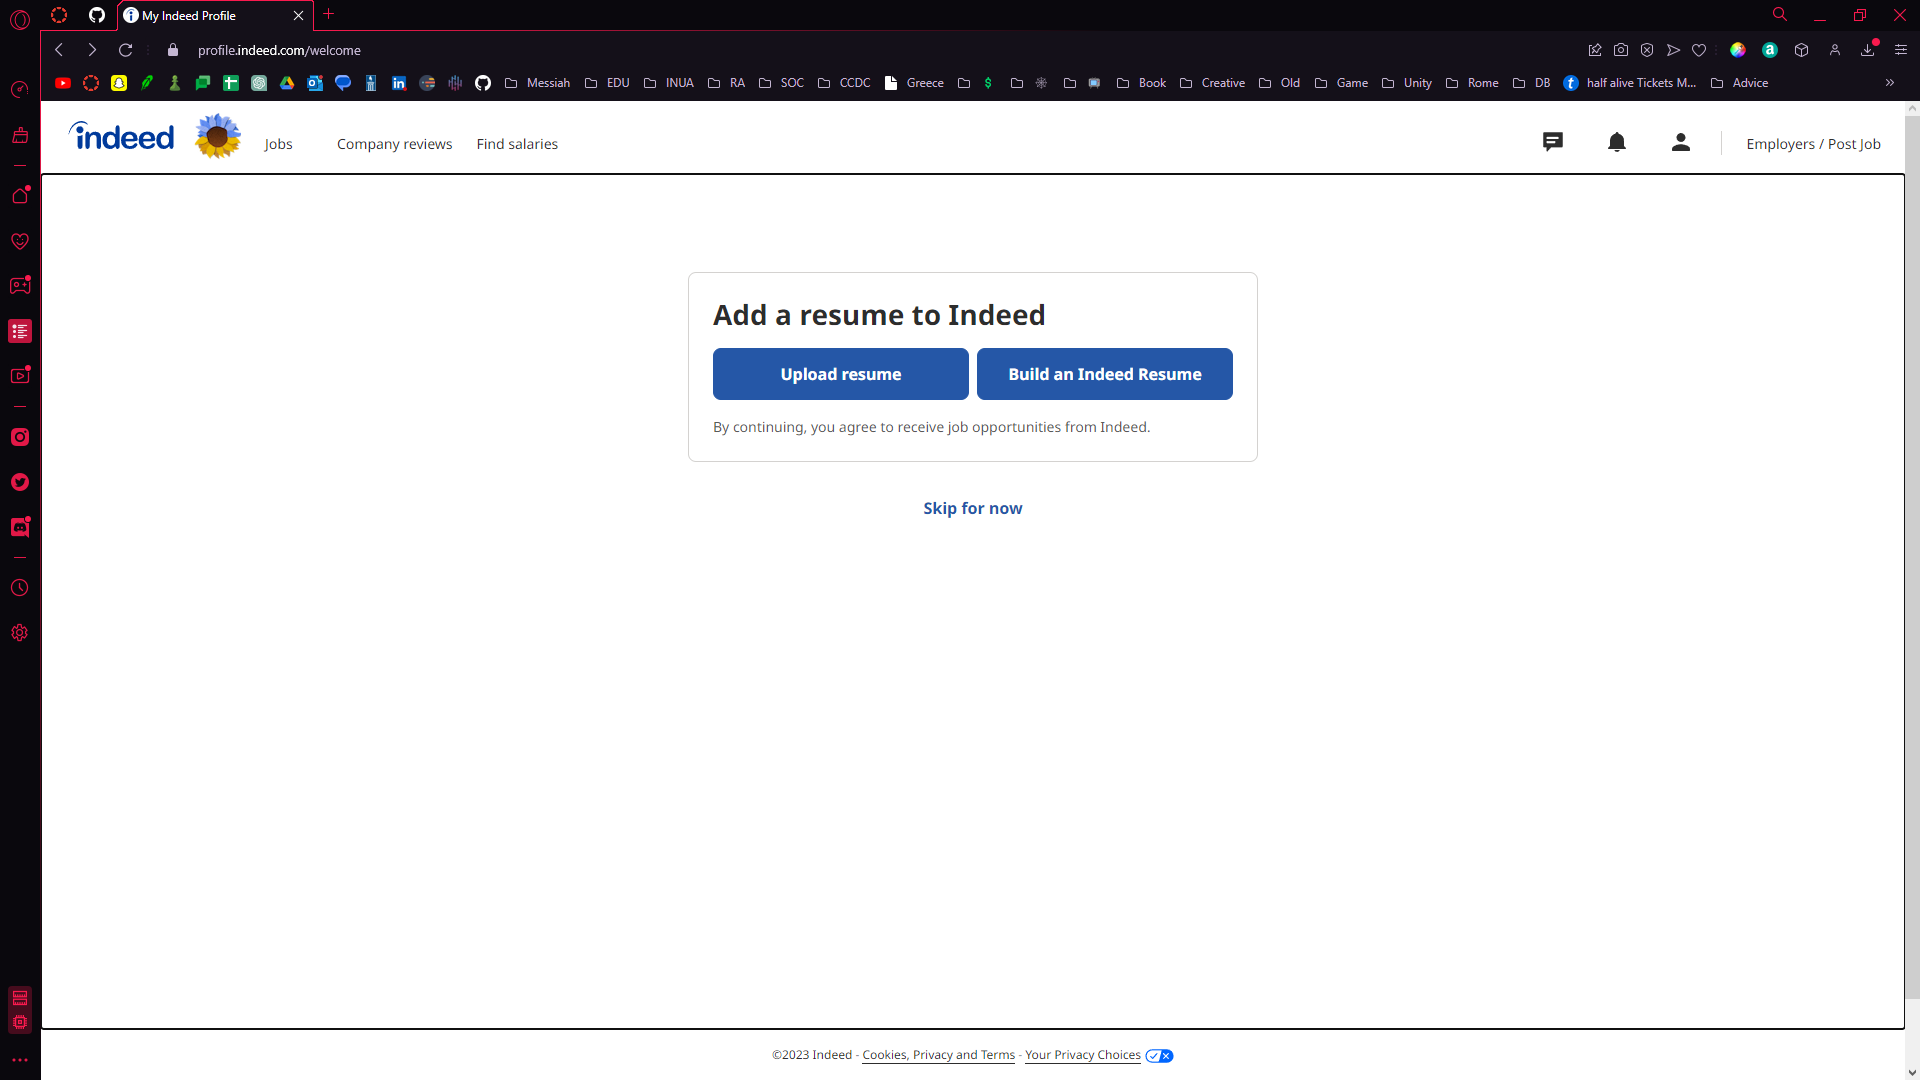 My Indeed Profile
profile.indeed.com/welcome
Messiah EDU INUA RA SOC CCDC Greece $ Book Creative Old Game Unity Rome DB half alive Tickets M... Advice
indeed Jobs Company reviews Find salaries Employers / Post Job
Add a resume to Indeed
Upload resume Build an Indeed Resume
By continuing, you agree to receive job opportunities from Indeed.
Skip for now
©2023 Indeed - Cookies, Privacy and Terms - Your Privacy Choices